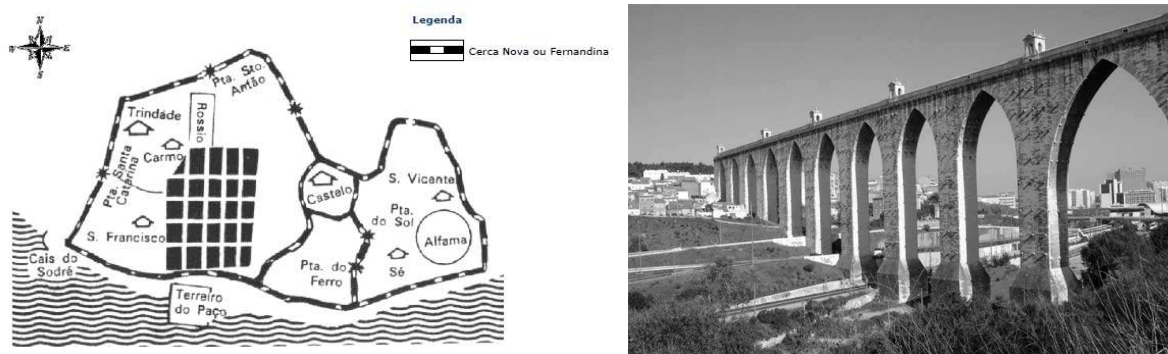 N
W
E
S
Legenda
Cerca Nova ou Fernandina
Pta. Sto.
Antão
Trindade
Rossio
Carmo
Pta. Santa
Catarina
Castelo
S. Vicente
Pta.
do Sol
Alfama
S. Francisco
Cais do
Sodré
Pta. do
Ferro
Sé
Terreiro
do Paço